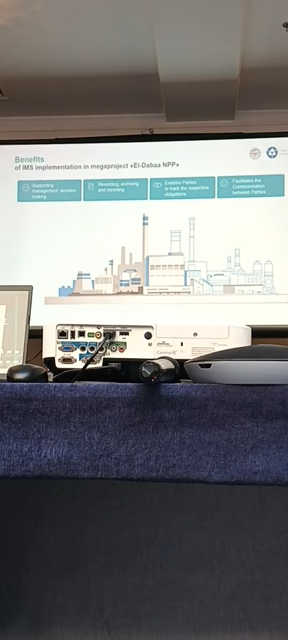 Benefits
of IMS implementation in megaproject «El-Dabaa NPP»
Supporting
management decision
making
Recording, archiving
and reporting
Enables Parties
to track the respective
obligations
Facilitates the
Communication
between Parties